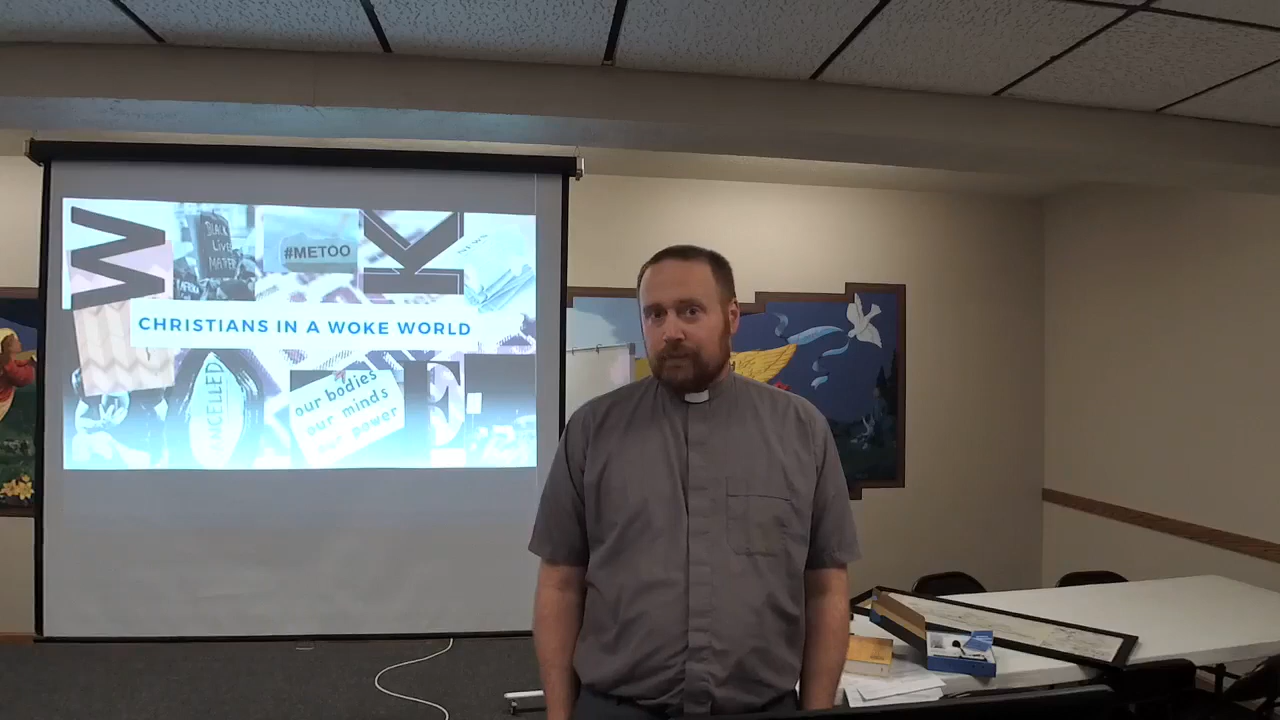 W
BLACK
LIVES
MATTER
#METOO
K
CHRISTIANS IN A WOKE WORLD
CANCELLED
our bodies
our minds
our power
E